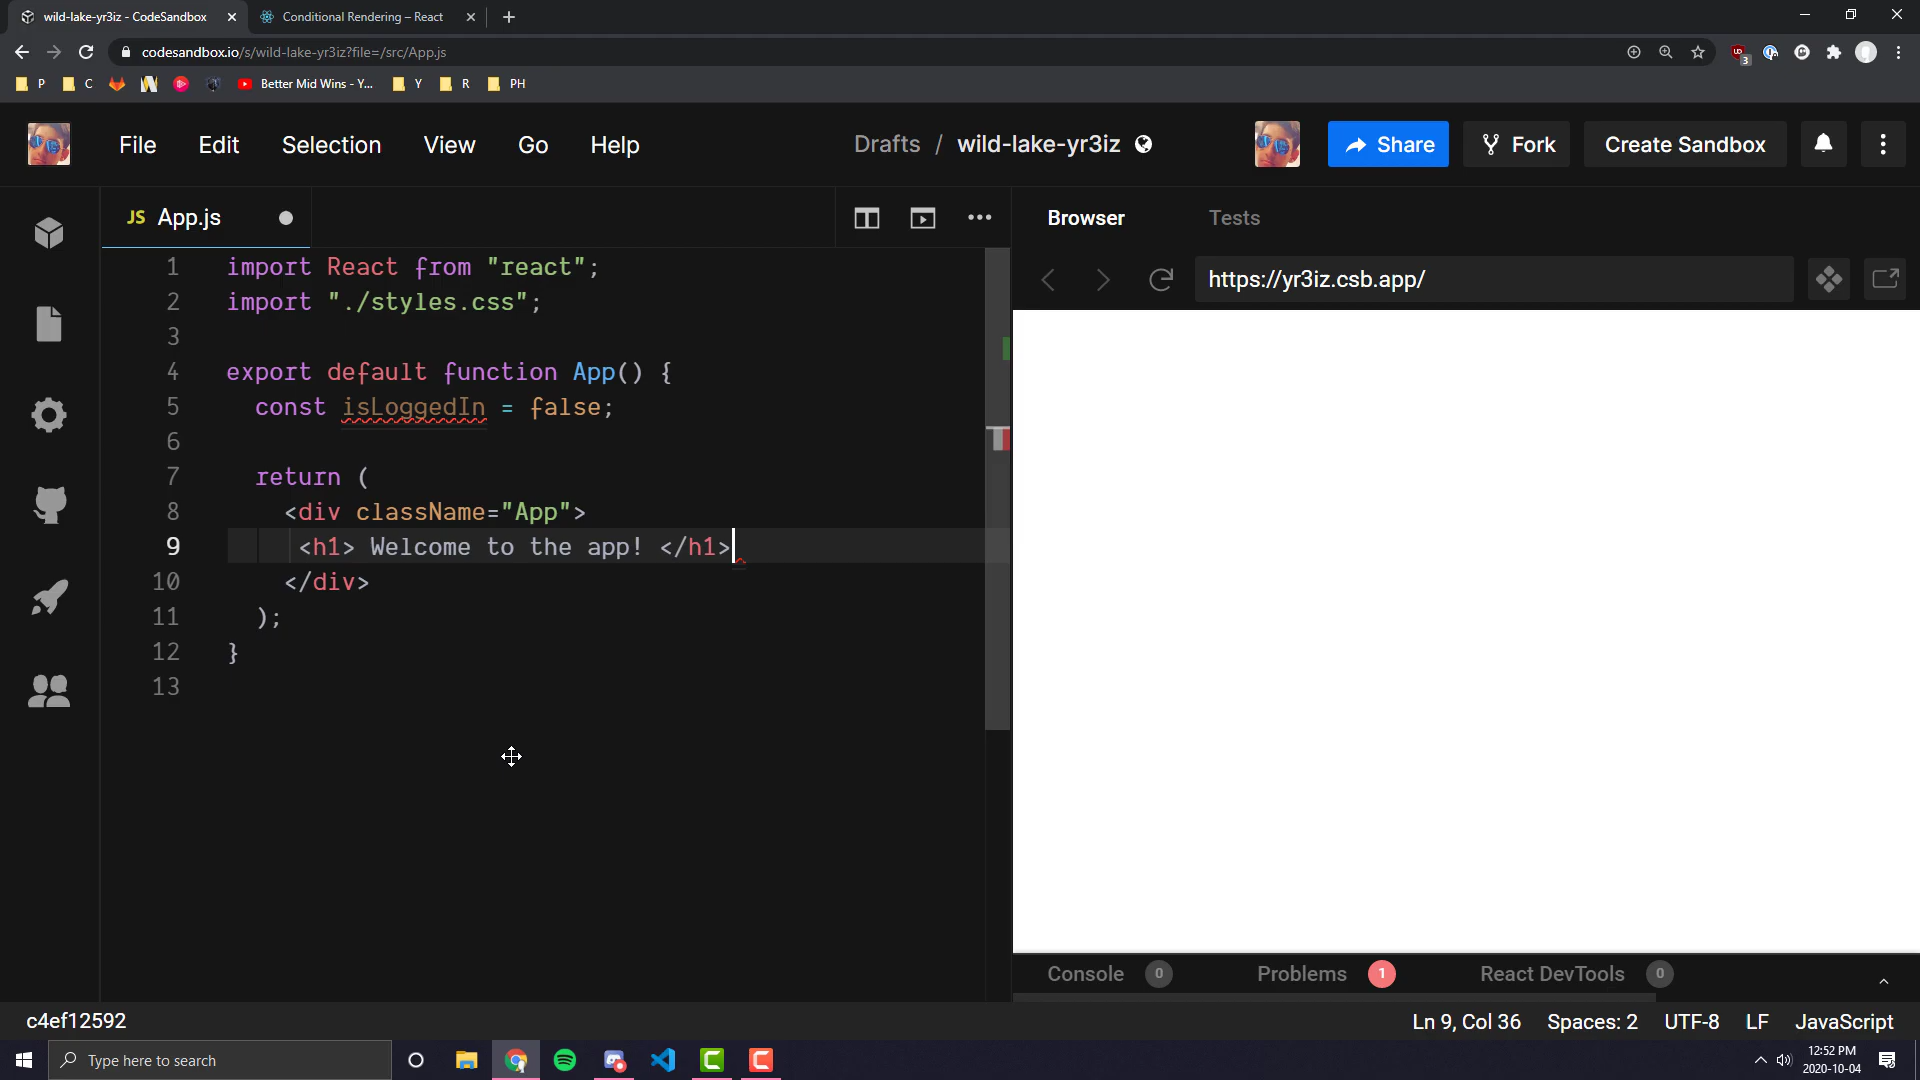 wild-lake-yr3iz - CodeSandbox
Conditional Rendering – React
codesandbox.io/s/wild-lake-yr3iz?file=/src/App.js
3
P
C
Better Mid Wins - Y...
Y
R
PH
File
Edit
Selection
View
Go
Help
Drafts / wild-lake-yr3iz
Share
Fork
Create Sandbox
JS App.js
Browser
Tests
https://yr3iz.csb.app/
1 import React from "react";
2 import "./styles.css";
3
4 export default function App() {
5 const isLoggedIn = false;
6
7 return (
8 <div className="App">
9 <h1> Welcome to the app! </h1>
10 </div>
11 );
12 }
13
Console 0
Problems 1
React DevTools 0
c4ef12592
Ln 9, Col 36
Spaces: 2
UTF-8
LF
JavaScript
Type here to search
12:52 PM
2020-10-04